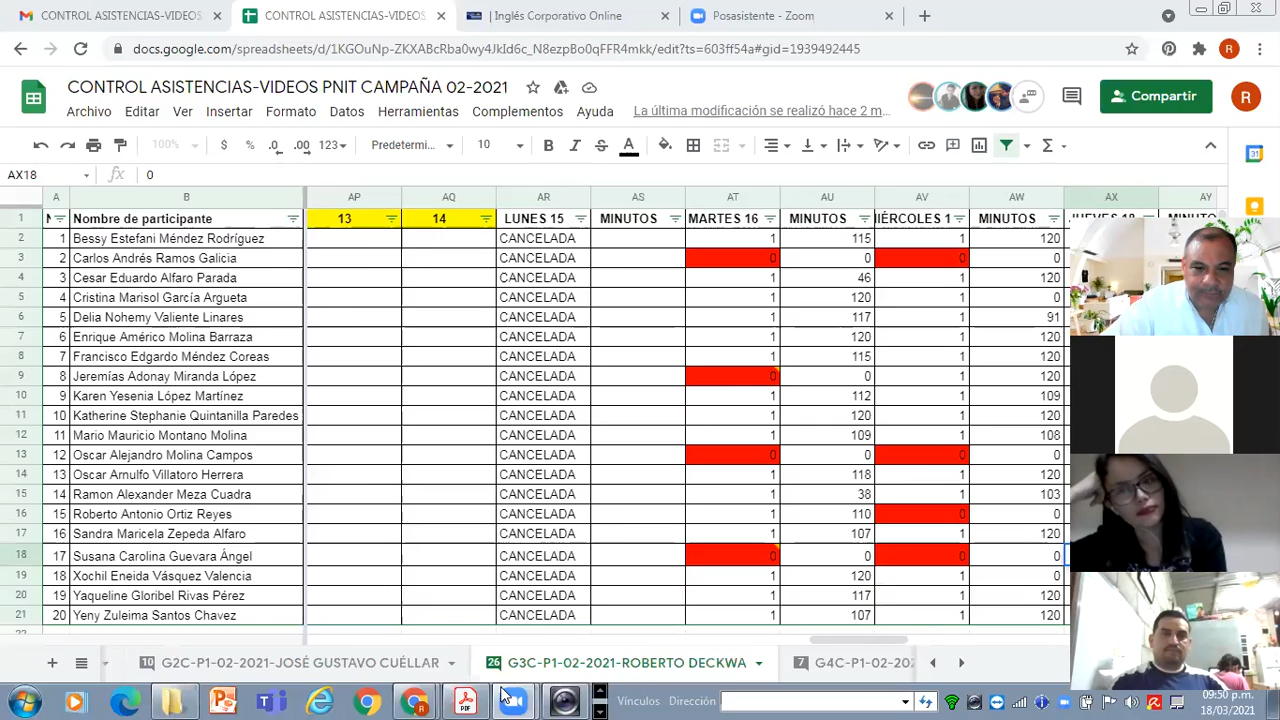 CONTROL ASISTENCIAS-VIDEOS
CONTROL ASISTENCIAS-VIDEOS
Inglés Corporativo Online
Posasistente - Zoom
docs.google.com/spreadsheets/d/1KGOuNp-ZKXABcRba0wy4Jkld6c_N8ezpBo0qFFR4mkk/edit?ts=603ff54a#gid=1939492445
R
CONTROL ASISTENCIAS-VIDEOS PNIT CAMPAÑA 02-2021
Archivo Editar Ver Insertar Formato Datos Herramientas Complementos Ayuda La última modificación se realizó hace 2 m...
Compartir
R
100% $ % .0 .00 123 Predetermi... 10 B I S A
AX18 fx 0
A B AP AQ AR AS AT AU AV AW AX AY
1 Nombre de participante 13 14 LUNES 15 MINUTOS MARTES 16 MINUTOS MINUTOS
2 1 Bessy Estefani Méndez Rodríguez CANCELADA 1 115 1 120
3 2 Carlos Andrés Ramos Galicia CANCELADA 0 0 0 0
4 3 Cesar Eduardo Alfaro Parada CANCELADA 1 46 1 120
5 4 Cristina Marisol García Argueta CANCELADA 1 120 1 0
6 5 Delia Nohemy Valiente Linares CANCELADA 1 117 1 91
7 6 Enrique Américo Molina Barraza CANCELADA 1 120 1 120
8 7 Francisco Edgardo Méndez Coreas CANCELADA 1 115 1 120
9 8 Jeremías Adonay Miranda López CANCELADA 0 0 1 120
10 9 Karen Yesenia López Martínez CANCELADA 1 112 1 109
11 10 Katherine Stephanie Quintanilla Paredes CANCELADA 1 120 1 120
12 11 Mario Mauricio Montano Molina CANCELADA 1 109 1 108
13 12 Oscar Alejandro Molina Campos CANCELADA 0 0 0 0
14 13 Oscar Arnulfo Villatoro Herrera CANCELADA 1 118 1 120
15 14 Ramon Alexander Meza Cuadra CANCELADA 1 38 1 103
16 15 Roberto Antonio Ortiz Reyes CANCELADA 1 110 0 0
17 16 Sandra Maricela Zepeda Alfaro CANCELADA 1 107 1 120
18 17 Susana Carolina Guevara Ángel CANCELADA 0 0 0 0
19 18 Xochil Eneida Vásquez Valencia CANCELADA 1 120 1 120
20 19 Yaqueline Gloribel Rivas Pérez CANCELADA 1 117 1 120
21 20 Yeny Zuleima Santos Chavez CANCELADA 1 107 1 120
10 G2C-P1-02-2021-JOSÉ GUSTAVO CUÉLLAR 26 G3C-P1-02-2021-ROBERTO DECKWA 7 G4C-P1-02-202
Vínculos Dirección
09:50 p.m.
18/03/2021